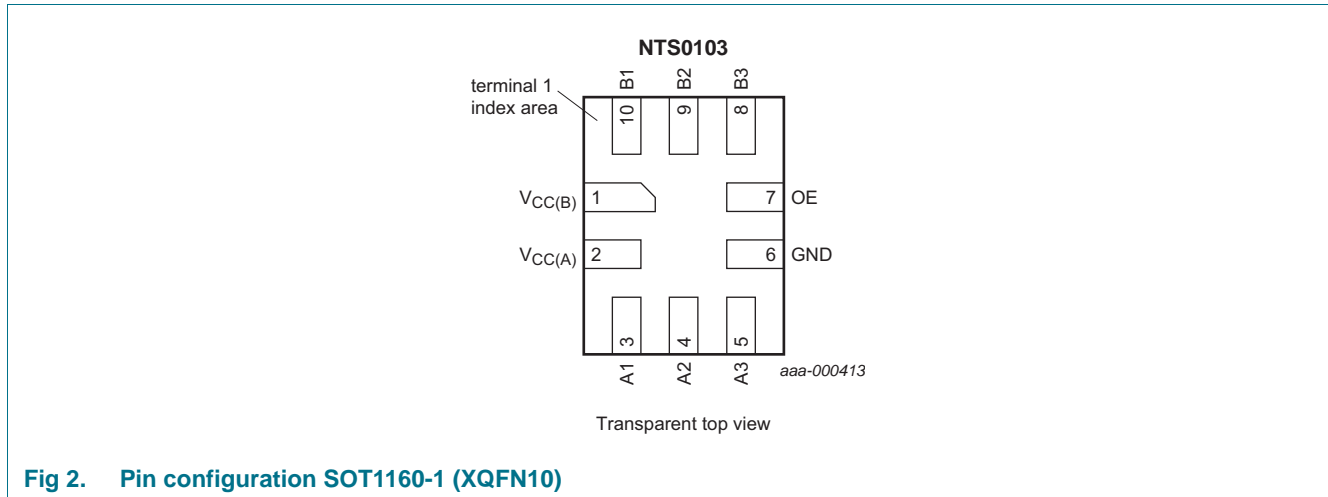 NTS0103
terminal 1
index area
B1 B2 B3
10 9 8
VCC(B) 1 7 OE
VCC(A) 2 6 GND
3 4 5
A1 A2 A3
aaa-000413
Transparent top view
Fig 2. Pin configuration SOT1160-1 (XQFN10)